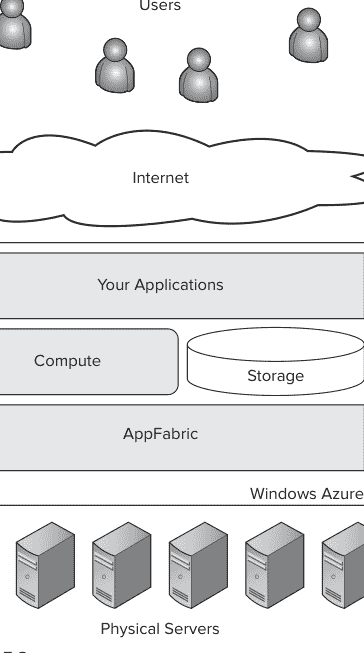 Users
Internet
Your Applications
Compute
Storage
AppFabric
Windows Azure
Physical Servers